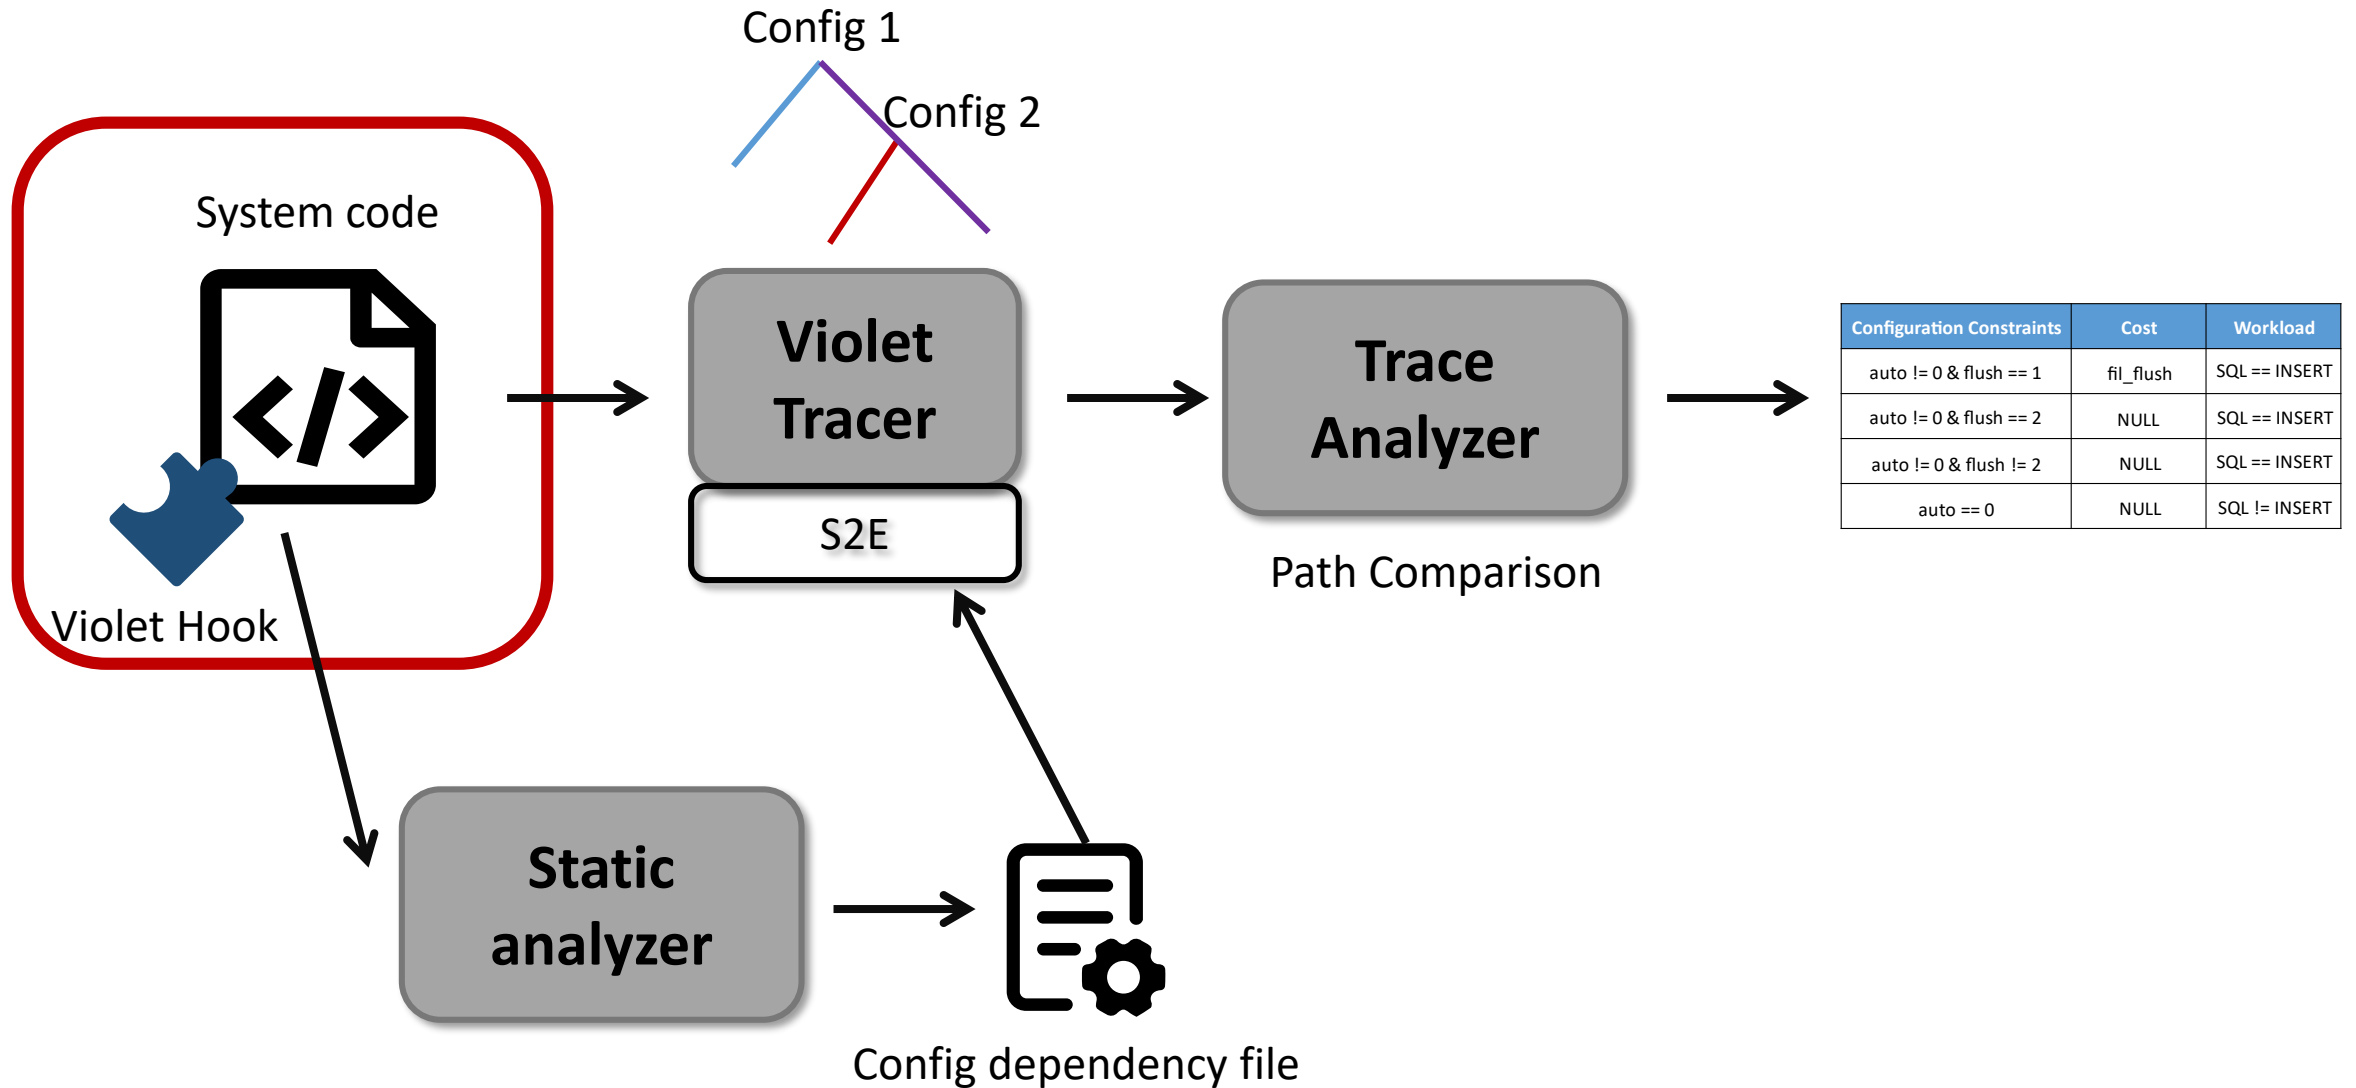 Config 1
Config 2
System code
Violet Hook
Violet
Tracer
S2E
Trace
Analyzer
Path Comparison
Configuration Constraints Cost Workload
auto != 0 & flush == 1 fil_flush SQL == INSERT
auto != 0 & flush == 2 NULL SQL == INSERT
auto != 0 & flush != 2 NULL SQL == INSERT
auto == 0 NULL SQL != INSERT
Static
analyzer
Config dependency file